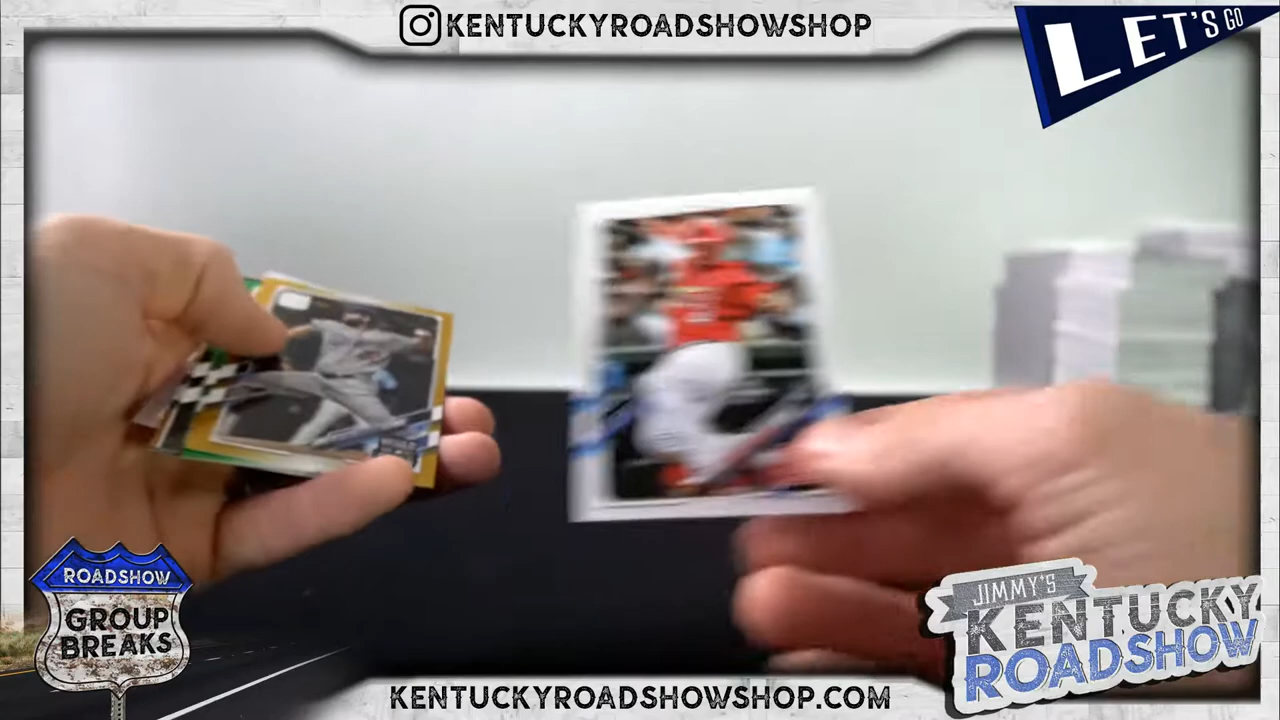 KENTUCKYROADSHOWSHOP
LET'S GO
ROADSHOW
GROUP
BREAKS
JIMMY'S
KENTUCKY
ROADSHOW
KENTUCKYROADSHOWSHOP.COM